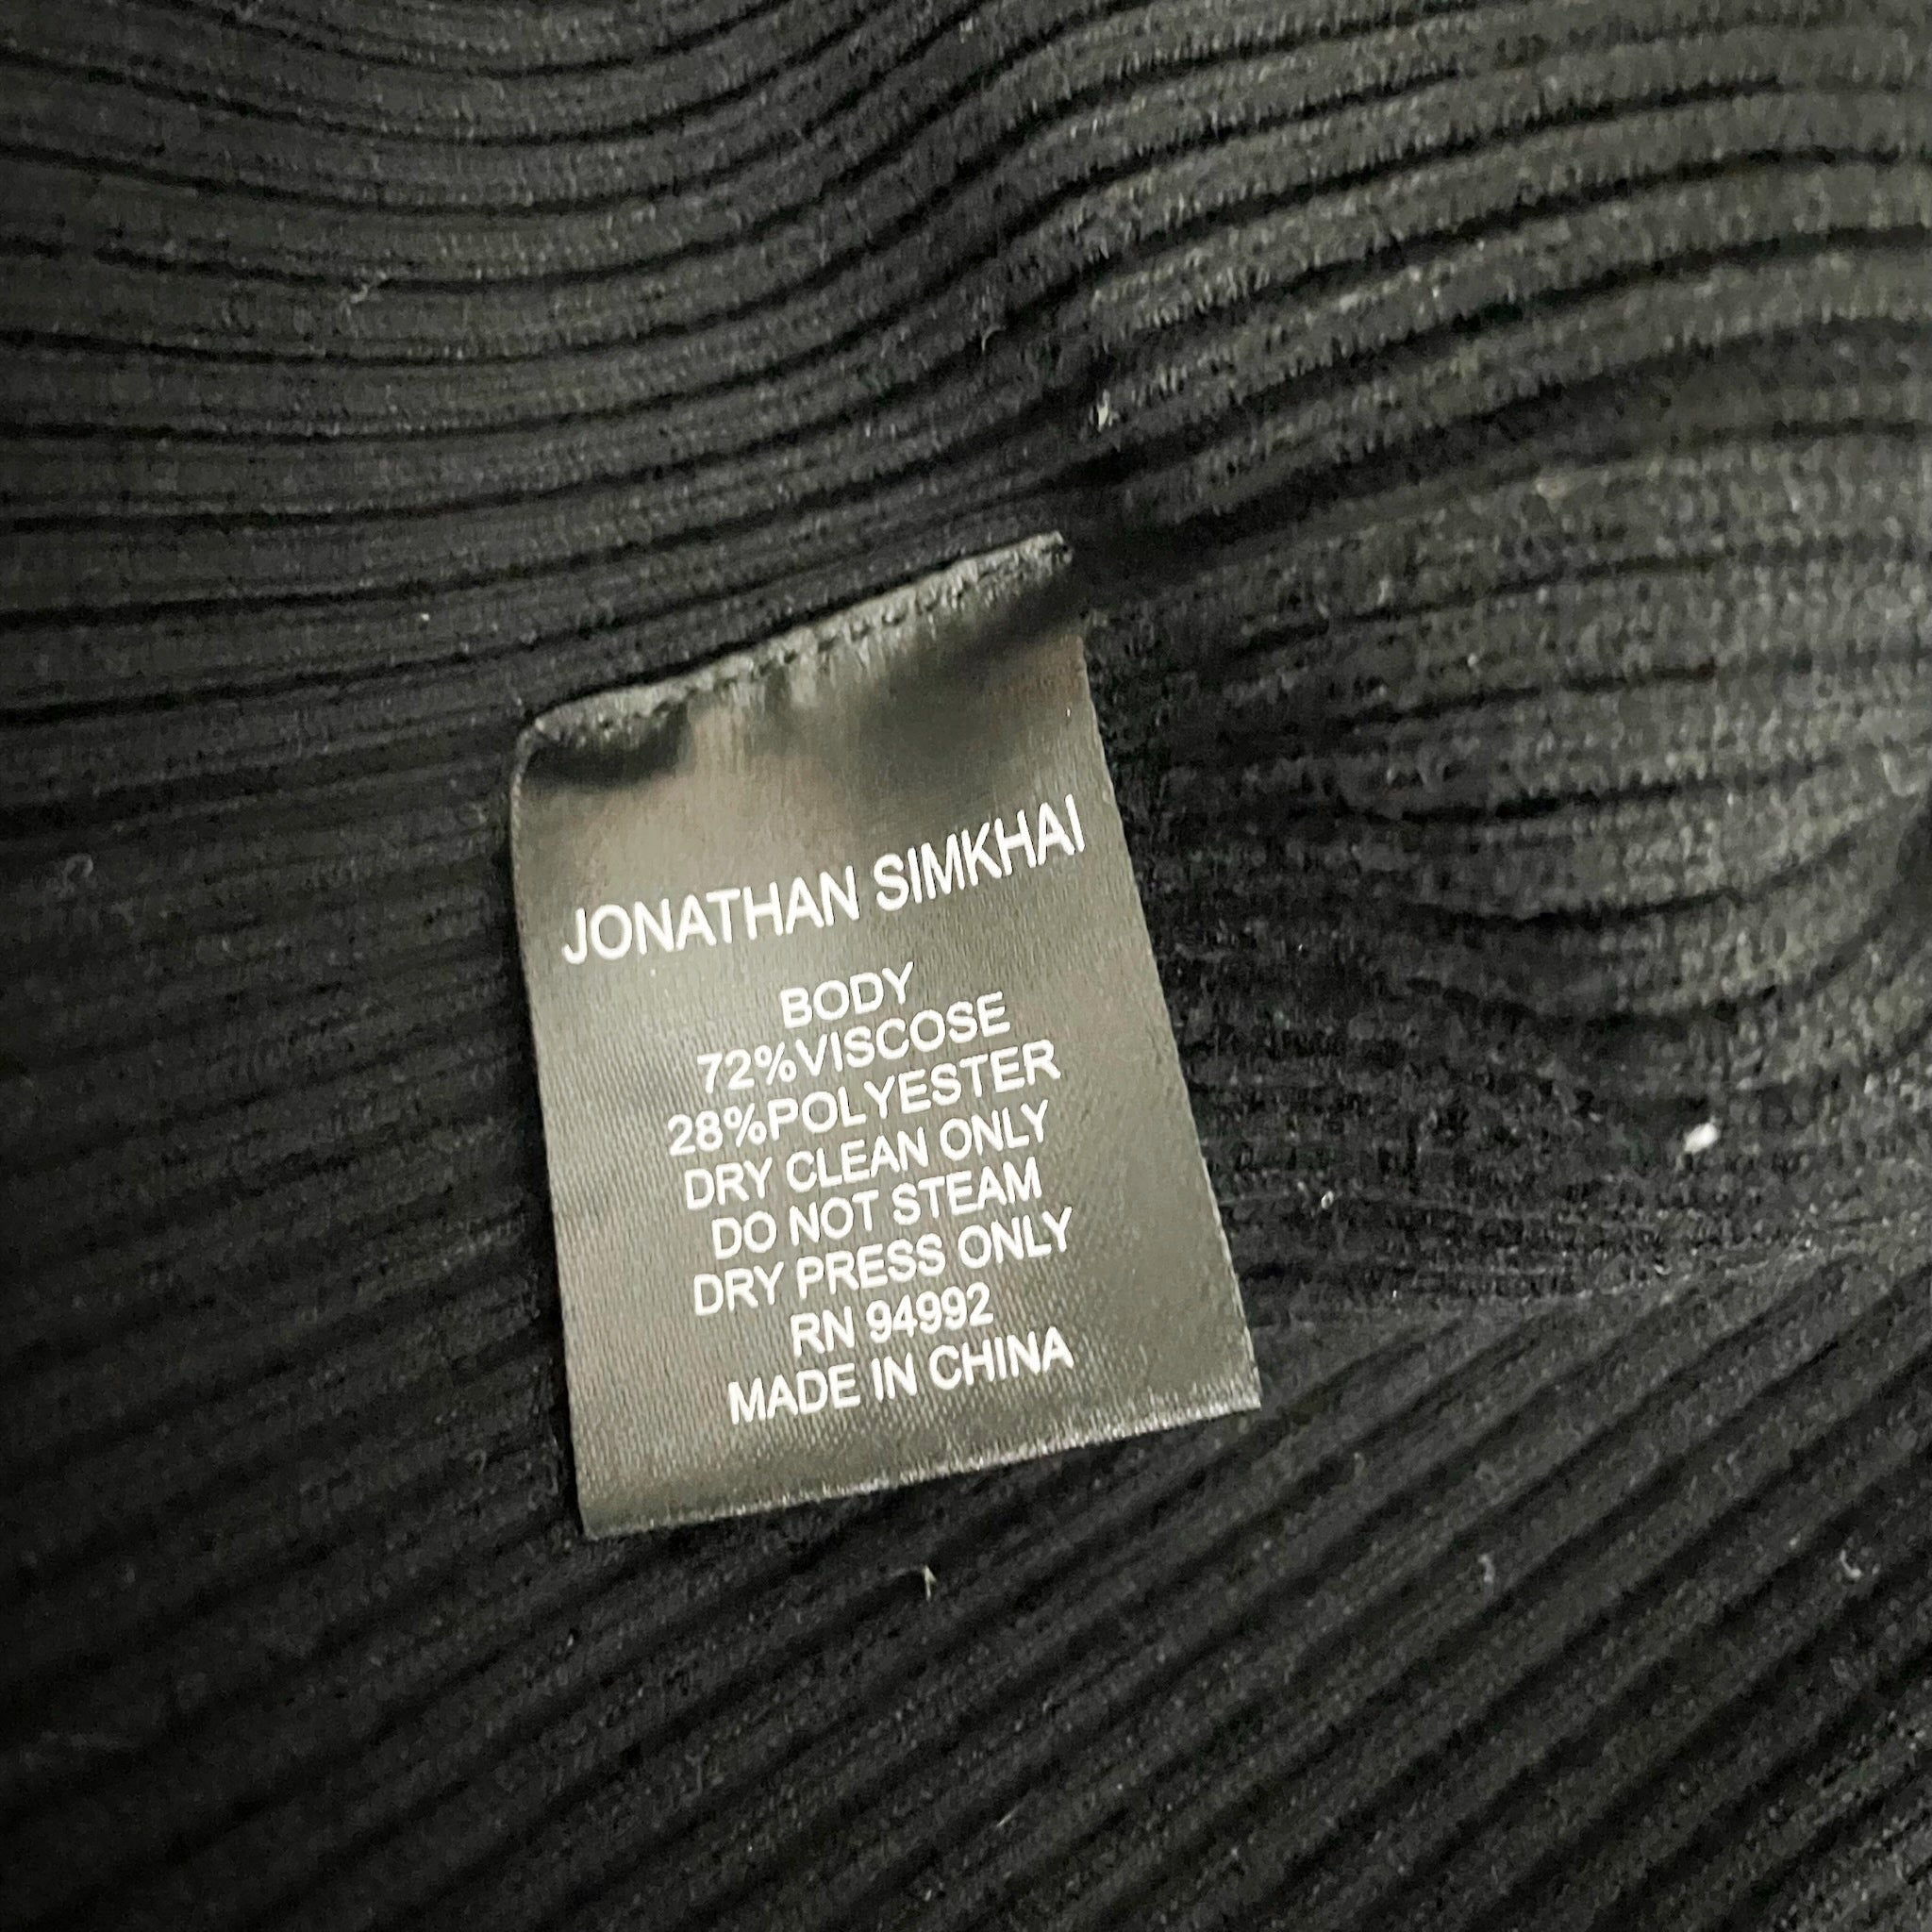 JONATHAN SIMKHAI
BODY
72%VISCOSE
28%POLYESTER
DRY CLEAN ONLY
DO NOT STEAM
DRY PRESS ONLY
RN 94992
MADE IN CHINA